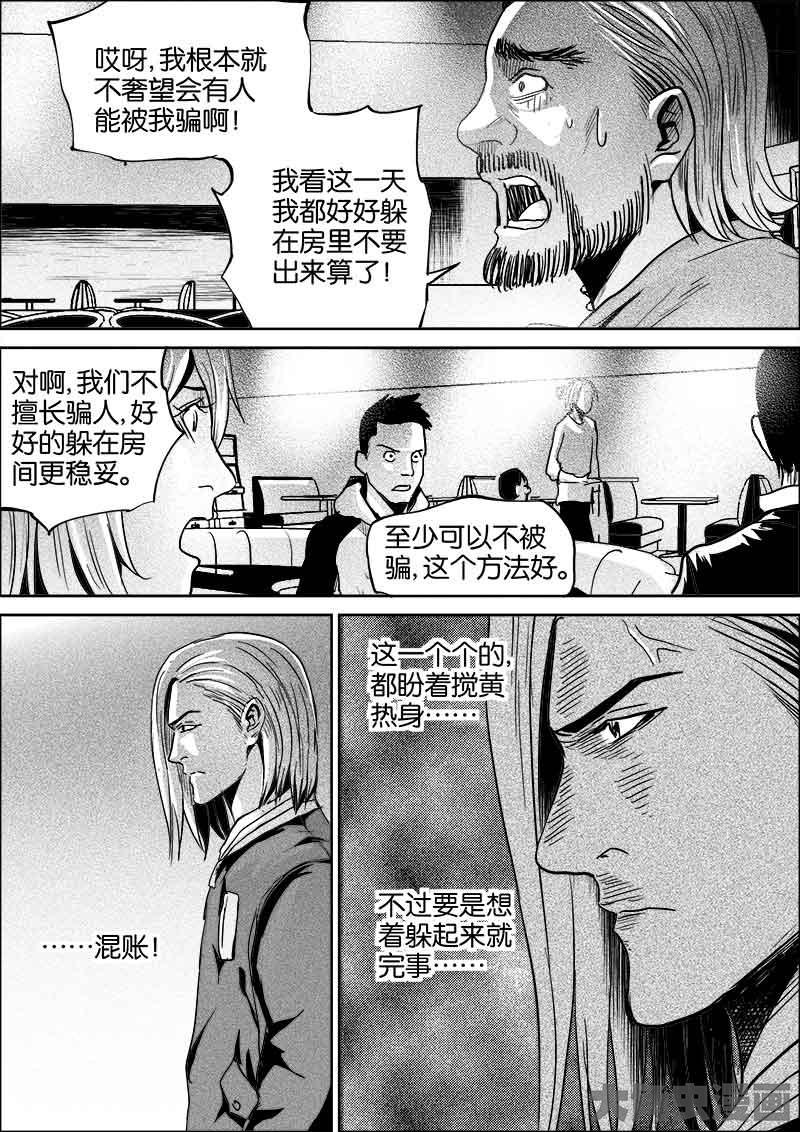 哎呀，我根本就
不奢望会有人
能被我骗啊！
我看这一天
我都好好躲
在房里不要
出来算了！
对啊，我们不
擅长骗人，好
好的躲在房
间更稳妥。
至少可以不被
骗，这个方法好。
……混账！
这一个个的，
都盼着搅黄
热身……
不过要是想
着躲起来就
完事……